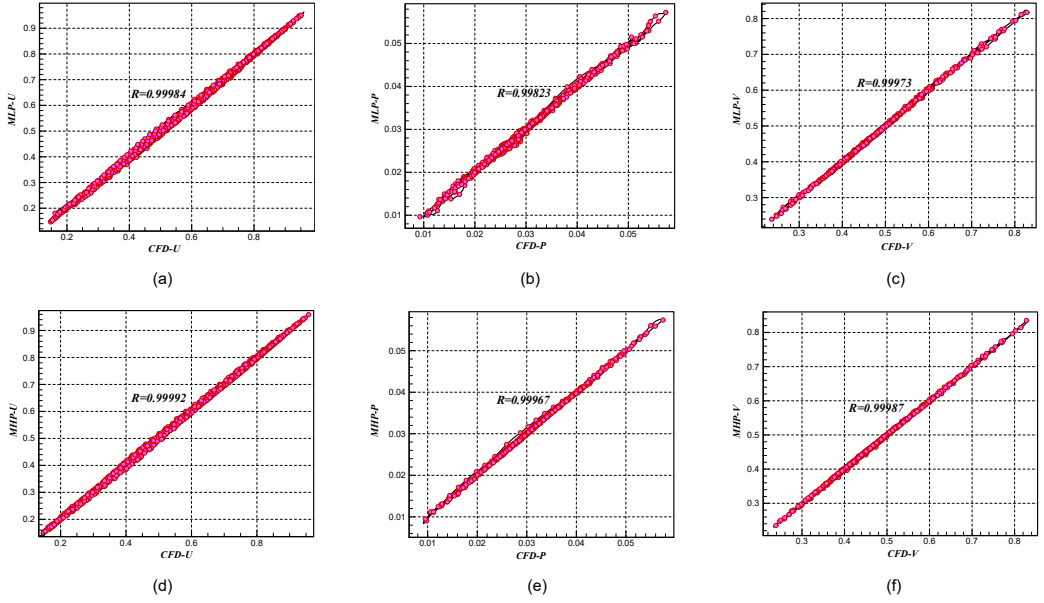 0.9
0.8
0.7
0.6
0.5
0.4
0.3
0.2
MLP-U
R=0.99984
0.2 0.4 0.6 0.8
CFD-U
(a)
0.05
0.04
0.03
0.02
0.01
MLP-P
R=0.99823
0.01 0.02 0.03 0.04 0.05
CFD-P
(b)
0.8
0.7
0.6
0.5
0.4
0.3
MLP-V
R=0.99973
0.3 0.4 0.5 0.6 0.7 0.8
CFD-V
(c)
0.9
0.8
0.7
0.6
0.5
0.4
0.3
0.2
MHP-U
R=0.99992
0.2 0.4 0.6 0.8
CFD-U
(d)
0.05
0.04
0.03
0.02
0.01
MHP-P
R=0.99967
0.01 0.02 0.03 0.04 0.05
CFD-P
(e)
0.8
0.7
0.6
0.5
0.4
0.3
MHP-V
R=0.99987
0.3 0.4 0.5 0.6 0.7 0.8
CFD-V
(f)